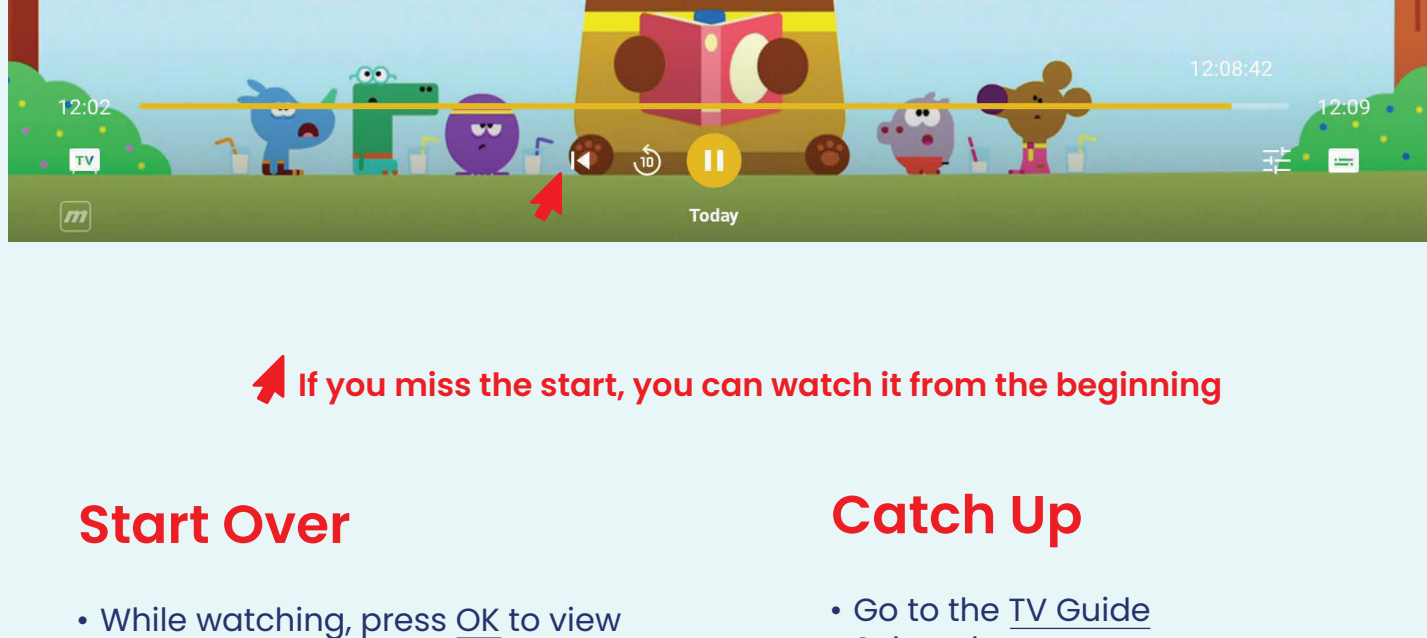 12:08:42
12:02
12:09
TV
10
m
Today
If you miss the start, you can watch it from the beginning
Start Over
• While watching, press OK to view
Catch Up
• Go to the TV Guide